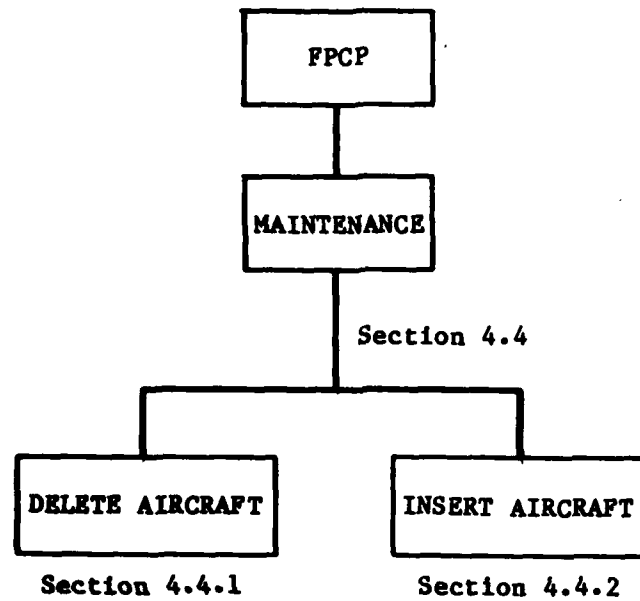 FPCP
MAINTENANCE
Section 4.4
DELETE AIRCRAFT
INSERT AIRCRAFT
Section 4.4.1
Section 4.4.2